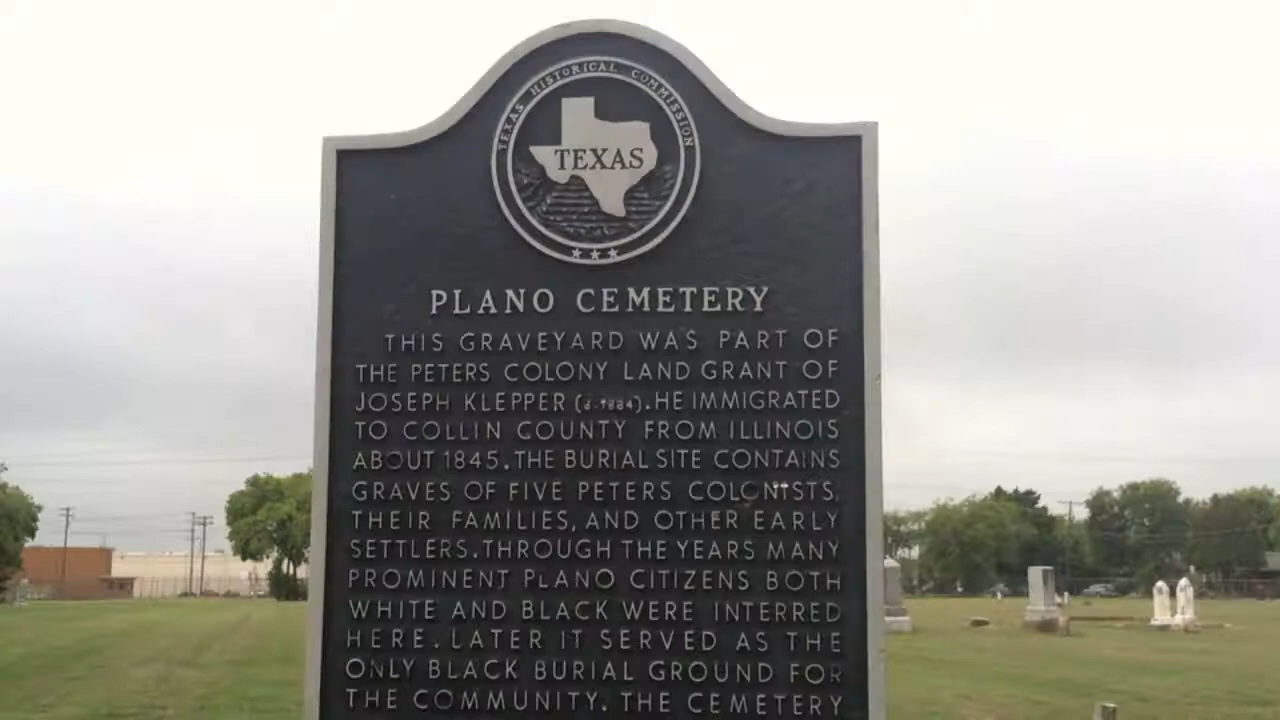 TEXAS HISTORICAL COMMISSION
TEXAS
PLANO CEMETERY
THIS GRAVEYARD WAS PART OF
THE PETERS COLONY LAND GRANT OF
JOSEPH KLEPPER (d. 1884). HE IMMIGRATED
TO COLLIN COUNTY FROM ILLINOIS
ABOUT 1845. THE BURIAL SITE CONTAINS
GRAVES OF FIVE PETERS COLONISTS,
THEIR FAMILIES, AND OTHER EARLY
SETTLERS. THROUGH THE YEARS MANY
PROMINENT PLANO CITIZENS BOTH
WHITE AND BLACK WERE INTERRED
HERE. LATER IT SERVED AS THE
ONLY BLACK BURIAL GROUND FOR
THE COMMUNITY. THE CEMETERY